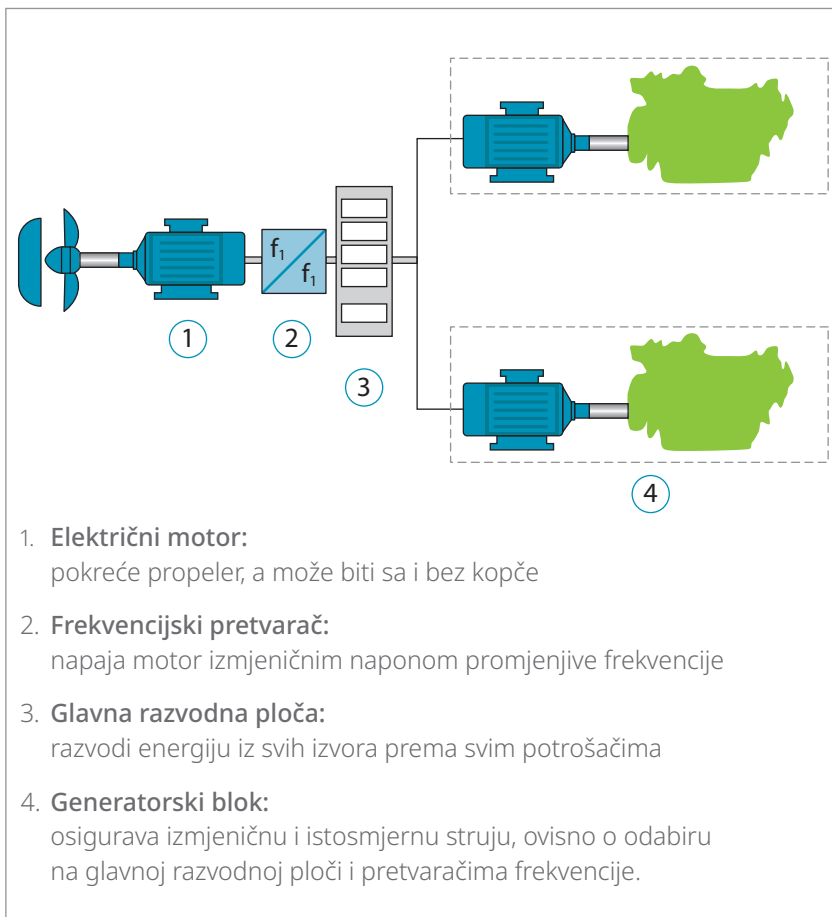 f1
f1
1
2
3
4
1. Električni motor:
pokreće propeler, a može biti sa i bez kopče
2. Frekvencijski pretvarač:
napaja motor izmjeničnim naponom promjenjive frekvencije
3. Glavna razvodna ploča:
razvodi energiju iz svih izvora prema svim potrošačima
4. Generatorski blok:
osigurava izmjeničnu i istosmjernu struju, ovisno o odabiru
na glavnoj razvodnoj ploči i pretvaračima frekvencije.